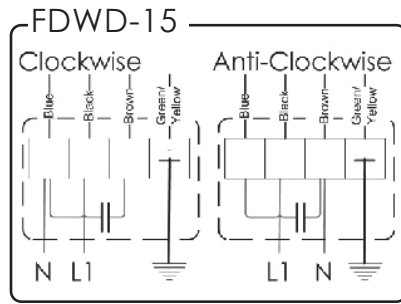 FDWD-15
Clockwise
Anti-Clockwise
Blue
Black
Brown
Green/
Yellow
Blue
Black
Brown
Green/
Yellow
N
L1
L1
N